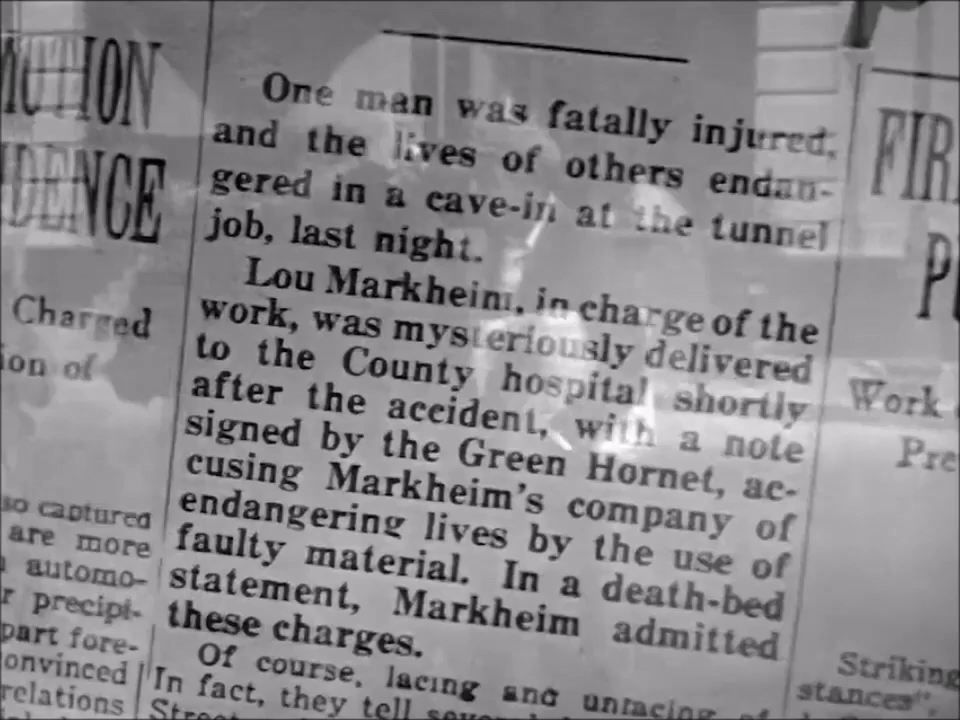 One man was fatally injured,
and the lives of others endan-
gered in a cave-in at the tunnel
job, last night.
Lou Markheim, in charge of the
work, was mysteriously delivered
to the County hospital shortly
after the accident, with a note
signed by the Green Hornet, ac-
cusing Markheim's company of
endangering lives by the use of
faulty material. In a death-bed
statement, Markheim admitted
these charges.
Of course, lacing and unlacing of
In fact, they tell
Charged
ion of
so captured
are more
automo-
r precipi-
part fore-
onvinced
relations
FIR
Work
Pre
Striking
stances",